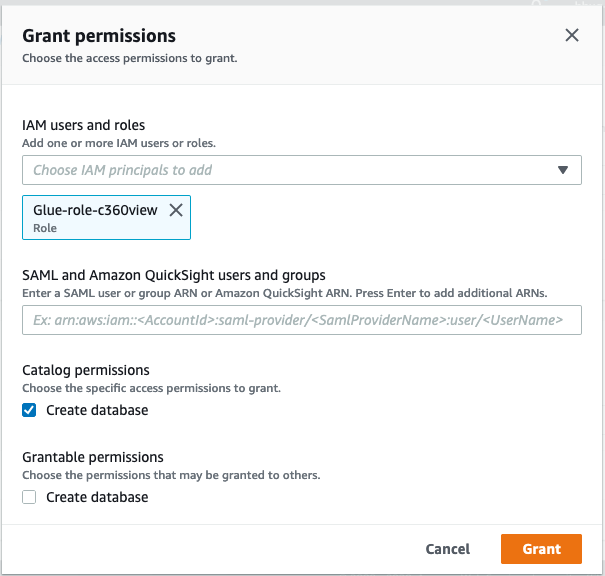 Grant permissions
Choose the access permissions to grant.
IAM users and roles
Add one or more IAM users or roles.
Choose IAM principals to add
Glue-role-c360view
Role
SAML and Amazon QuickSight users and groups
Enter a SAML user or group ARN or Amazon QuickSight ARN. Press Enter to add additional ARNs.
Ex: arn:aws:iam::<AccountId>:saml-provider/<SamlProviderName>:user/<UserName>
Catalog permissions
Choose the specific access permissions to grant.
Create database
Grantable permissions
Choose the permissions that may be granted to others.
Create database
Cancel
Grant